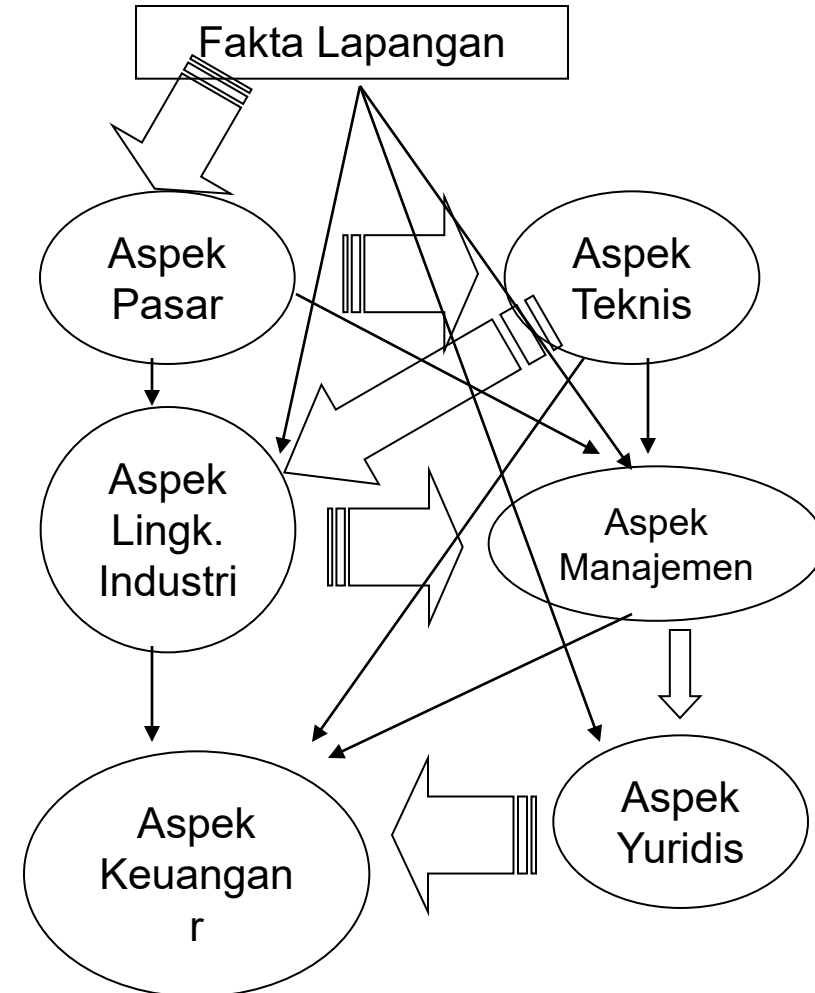 Fakta Lapangan
Aspek
Pasar
Aspek
Teknis
Aspek
Lingk.
Industri
Aspek
Manajemen
Aspek
Keuangan
r
Aspek
Yuridis